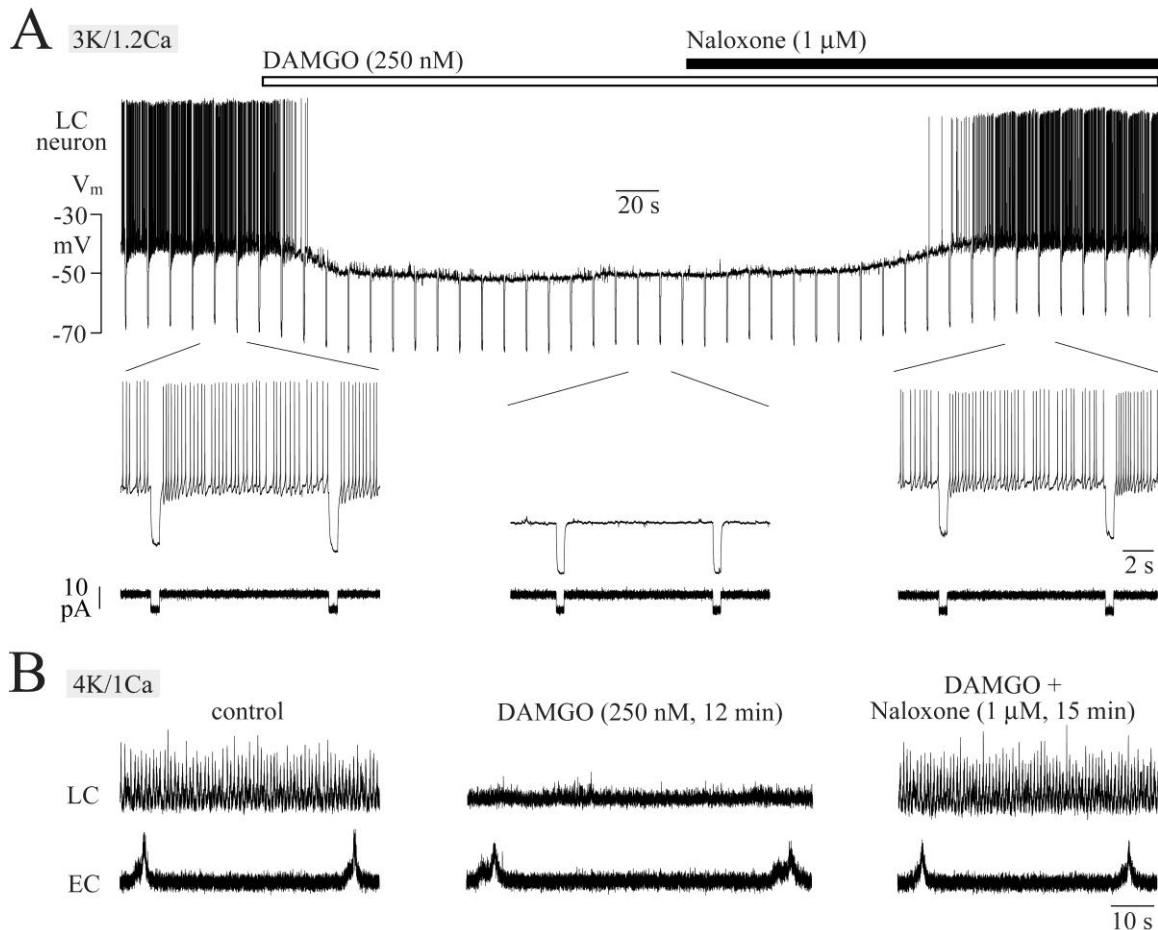 A 3K/1.2Ca
Naloxone (1 μM)
DAMGO (250 nM)
LC
neuron
Vm
-30
mV
-50
-70
20 s
2 s
10
pA
B 4K/1Ca
control
DAMGO (250 nM, 12 min)
DAMGO +
Naloxone (1 μM, 15 min)
LC
EC
10 s